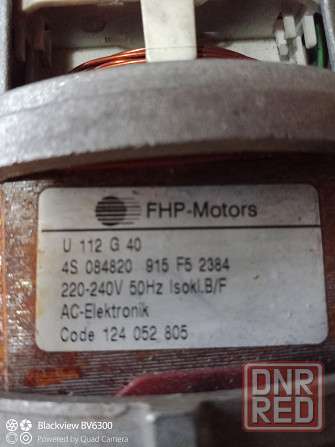 FHP-Motors
U 112 G 40
4S 084820 915 F5 2384
220-240V 50Hz Isokl.B/F
AC-Elektronik
Code 124 052 805
DNR
RED
Blackview BV6300
Powered by Quad Camera